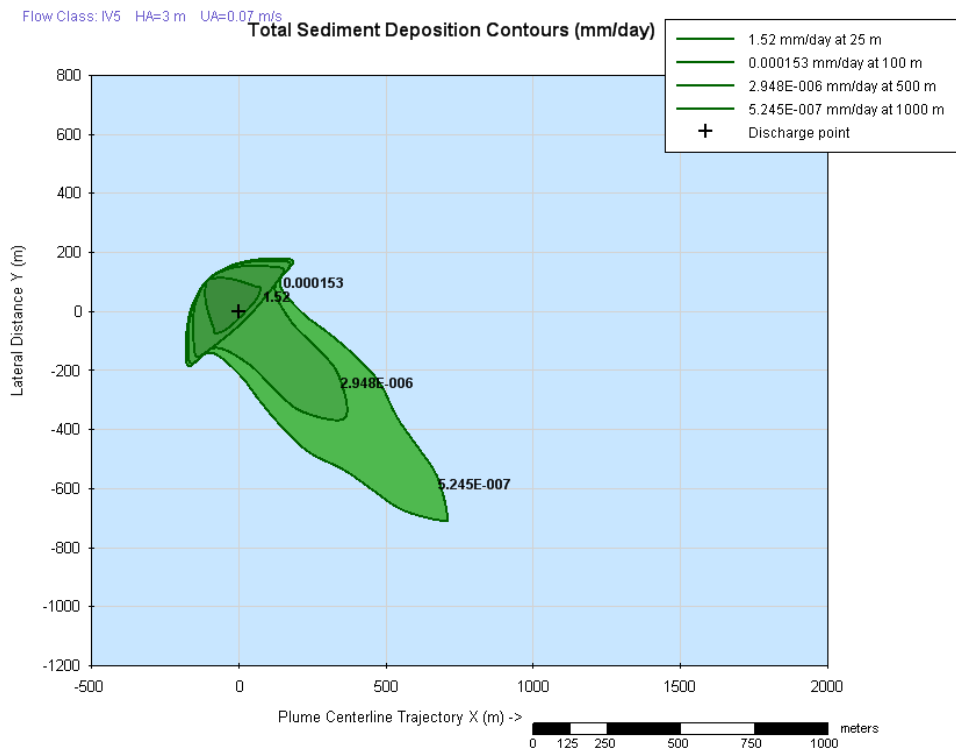 Flow Class: IV5 HA=3 m UA=0.07 m/s
Total Sediment Deposition Contours (mm/day)
1.52 mm/day at 25 m
0.000153 mm/day at 100 m
2.948E-006 mm/day at 500 m
5.245E-007 mm/day at 1000 m
Discharge point
800
600
400
200
0
-200
-400
-600
-800
-1000
-1200
Lateral Distance Y (m)
0.000153
1.52
2.948E-006
5.245E-007
-500 0 500 1000 1500 2000
Plume Centerline Trajectory X (m) ->
meters
0 125 250 500 750 1000